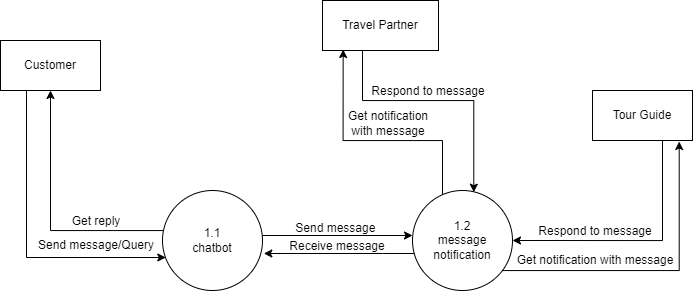 Travel Partner
Customer
Respond to message
Get notification
with message
Tour Guide
Get reply
1.1
chatbot
Send message/Query
Send message
Receive message
1.2
message
notification
Respond to message
Get notification with message